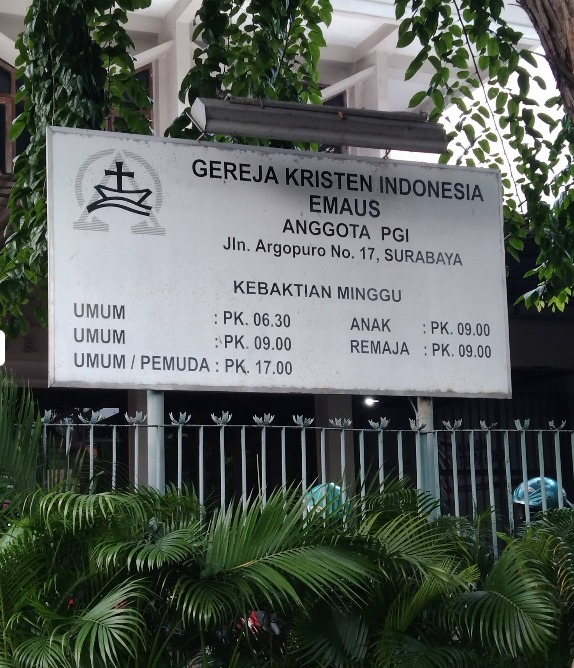 GEREJA KRISTEN INDONESIA
EMAUS
ANGGOTA PGI
Jln. Argopuro No. 17, SURABAYA
KEBAKTIAN MINGGU
UMUM : PK. 06.30
UMUM : PK. 09.00
UMUM / PEMUDA : PK. 17.00
ANAK : PK. 09.00
REMAJA : PK. 09.00